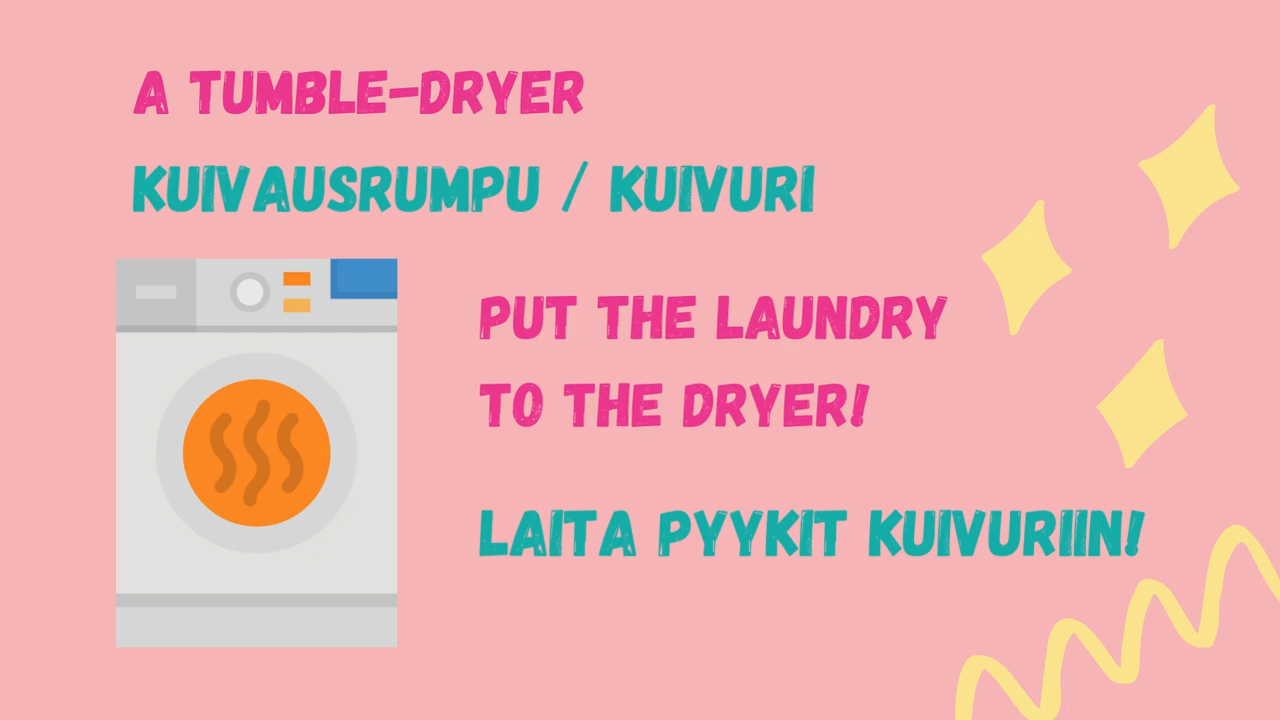 A TUMBLE-DRYER
KUIVAUSRUMPU / KUIVURI
PUT THE LAUNDRY
TO THE DRYER!
LAITA PYYKIT KUIVURIIN!